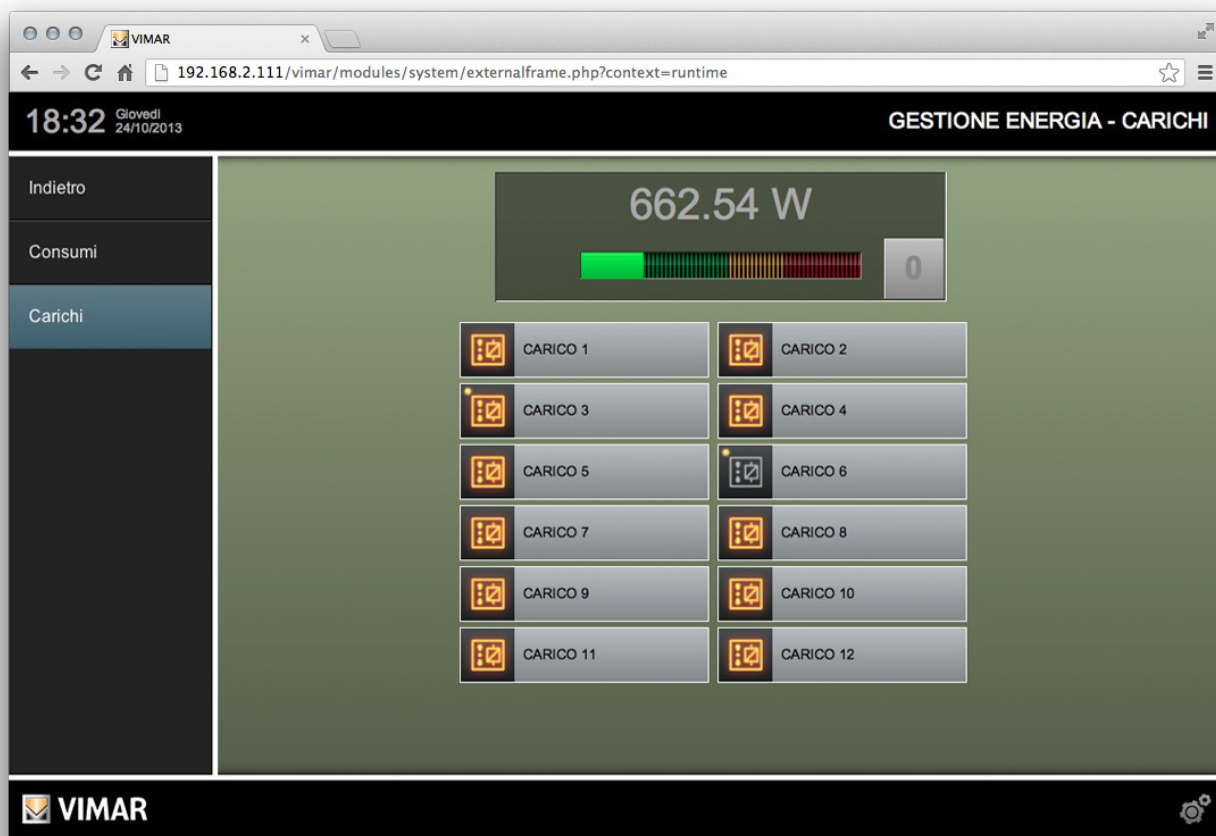 VIMAR
192.168.2.111/vimar/modules/system/externalframe.php?context=runtime
18:32
Giovedì
24/10/2013
GESTIONE ENERGIA - CARICHI
Indietro
Consumi
Carichi
662.54 W
0
CARICO 1
CARICO 2
CARICO 3
CARICO 4
CARICO 5
CARICO 6
CARICO 7
CARICO 8
CARICO 9
CARICO 10
CARICO 11
CARICO 12
VIMAR